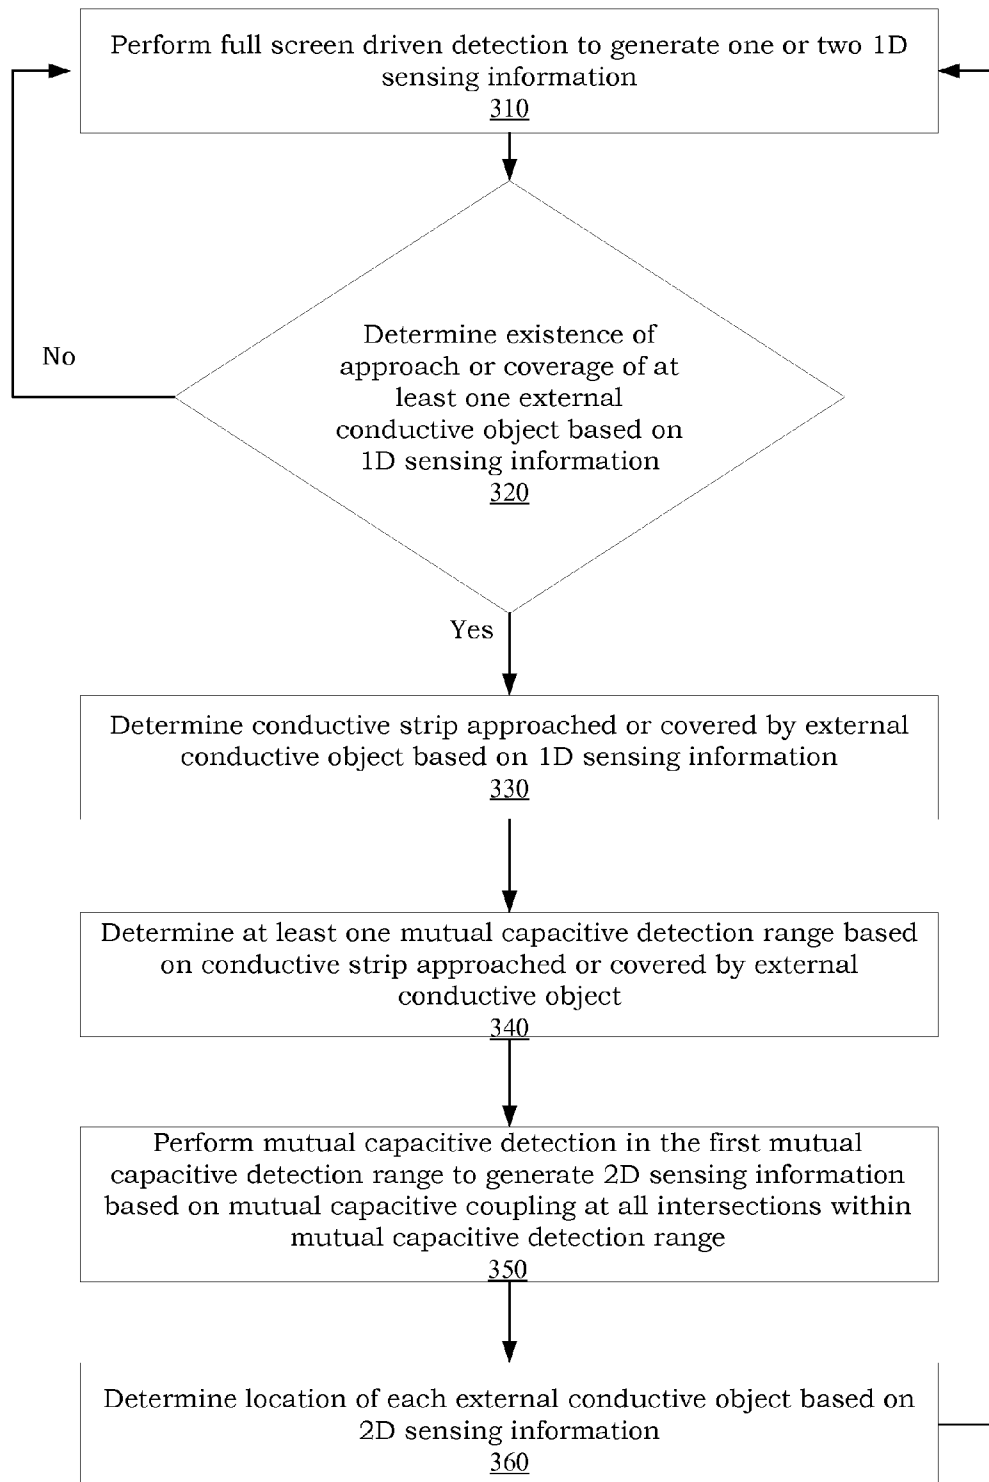 Perform full screen driven detection to generate one or two 1D
sensing information
310
No
Determine existence of
approach or coverage of at
least one external
conductive object based on
1D sensing information
320
Yes
Determine conductive strip approached or covered by external
conductive object based on 1D sensing information
330
Determine at least one mutual capacitive detection range based
on conductive strip approached or covered by external
conductive object
340
Perform mutual capacitive detection in the first mutual
capacitive detection range to generate 2D sensing information
based on mutual capacitive coupling at all intersections within
mutual capacitive detection range
350
Determine location of each external conductive object based on
2D sensing information
360